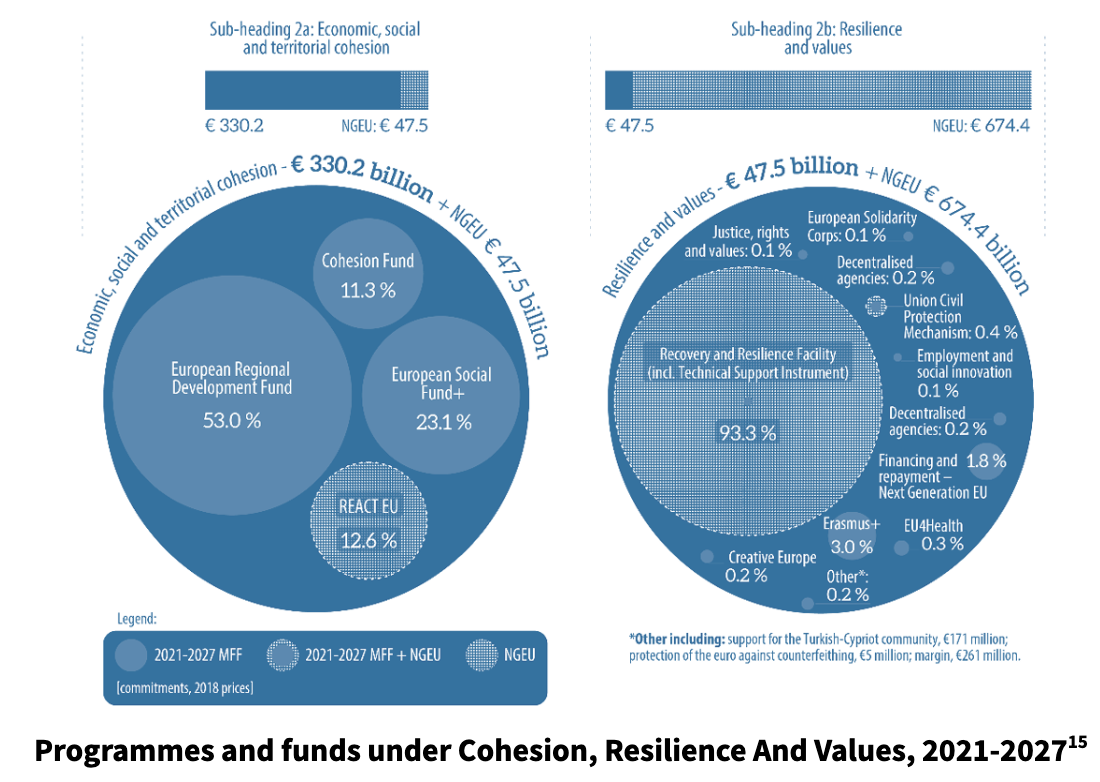 Sub-heading 2a: Economic, social
and territorial cohesion
€ 330.2
NGEU: € 47.5
Economic, social and territorial cohesion - € 330.2 billion + NGEU € 47.5 billion
Cohesion Fund
11.3 %
European Regional
Development Fund
53.0 %
European Social
Fund+
23.1 %
REACT EU
12.6 %
Legend:
2021-2027 MFF
2021-2027 MFF + NGEU
NGEU
[commitments, 2018 prices]
Sub-heading 2b: Resilience
and values
€ 47.5
NGEU: € 674.4
Resilience and values - € 47.5 billion + NGEU € 674.4 billion
European Solidarity
Corps: 0.1 %
Justice, rights
and values: 0.1 %
Decentralised
agencies: 0.2 %
Union Civil
Protection
Mechanism: 0.4 %
Recovery and Resilience Facility
(incl. Technical Support Instrument)
93.3 %
Employment and
social innovation
0.1 %
Decentralised
agencies: 0.2 %
Financing and
repayment –
Next Generation EU
1.8 %
Erasmus+
3.0 %
EU4Health
0.3 %
Creative Europe
0.2 %
Other*:
0.2 %
*Other including: support for the Turkish-Cypriot community, €171 million;
protection of the euro against counterfeithing, €5 million; margin, €261 million.
Programmes and funds under Cohesion, Resilience And Values, 2021-2027¹⁵